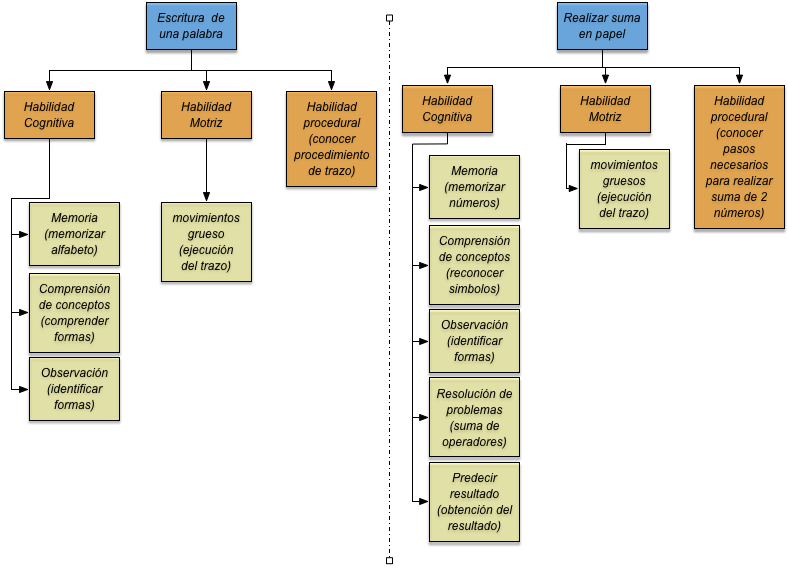 Escritura de
una palabra
Habilidad
Cognitiva
Habilidad
Motriz
Habilidad
procedural
(conocer
procedimiento
de trazo)
Memoria
(memorizar
alfabeto)
Comprensión
de conceptos
(comprender
formas)
Observación
(identificar
formas)
movimientos
grueso
(ejecución
del trazo)
Realizar suma
en papel
Habilidad
Cognitiva
Habilidad
Motriz
Habilidad
procedural
(conocer
pasos
necesarios
para realizar
suma de 2
números)
Memoria
(memorizar
números)
Comprensión
de conceptos
(reconocer
simbolos)
Observación
(identificar
formas)
Resolución de
problemas
(suma de
operadores)
Predecir
resultado
(obtención del
resultado)
movimientos
gruesos
(ejecución
del trazo)